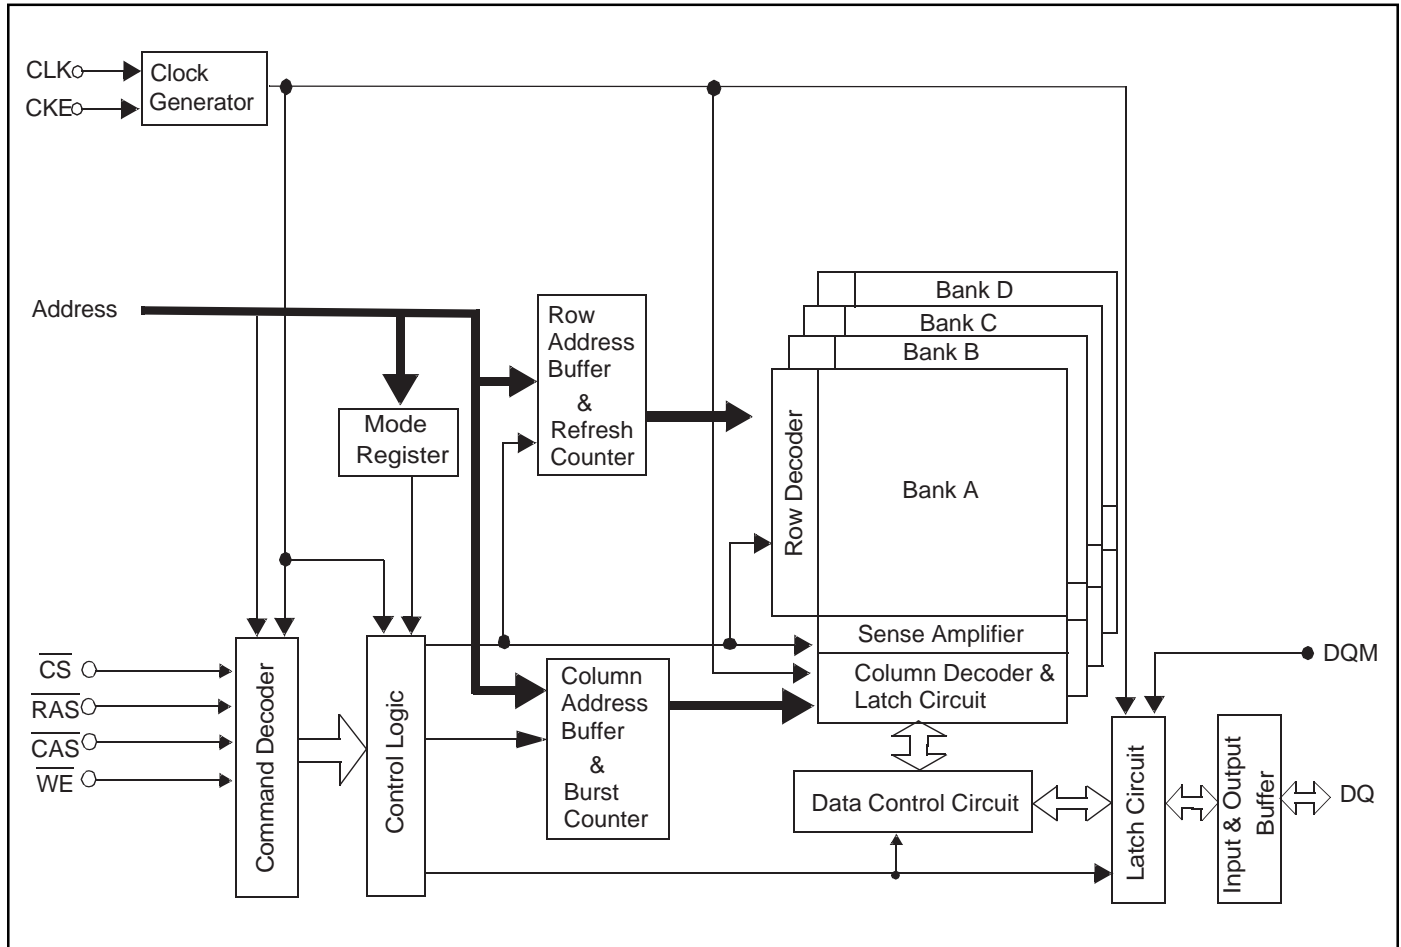 CLK
CKE
Clock
Generator
Address
Mode
Register
Row
Address
Buffer
&
Refresh
Counter
Bank D
Bank C
Bank B
Bank A
Row Decoder
Sense Amplifier
Column Decoder &
Latch Circuit
CS
RAS
CAS
WE
Command Decoder
Control Logic
Column
Address
Buffer
&
Burst
Counter
Data Control Circuit
Latch Circuit
Input & Output
Buffer
DQM
DQ